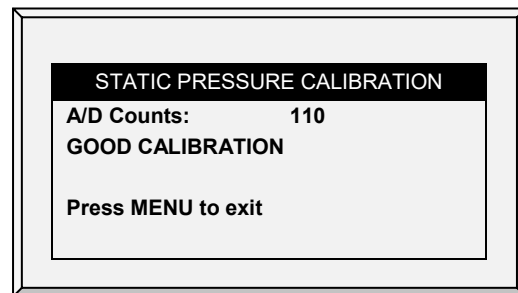 STATIC PRESSURE CALIBRATION
A/D Counts: 110
GOOD CALIBRATION
Press MENU to exit